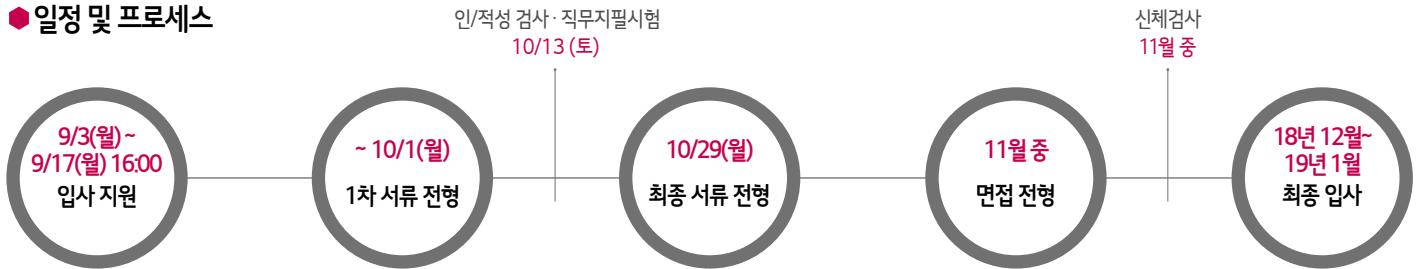 일정 및 프로세스
인/적성 검사 · 직무지필시험
10/13 (토)
신체검사
11월 중
9/3(월) ~
9/17(월) 16:00
입사 지원
~ 10/1(월)
1차 서류 전형
10/29(월)
최종 서류 전형
11월 중
면접 전형
18년 12월~
19년 1월
최종 입사